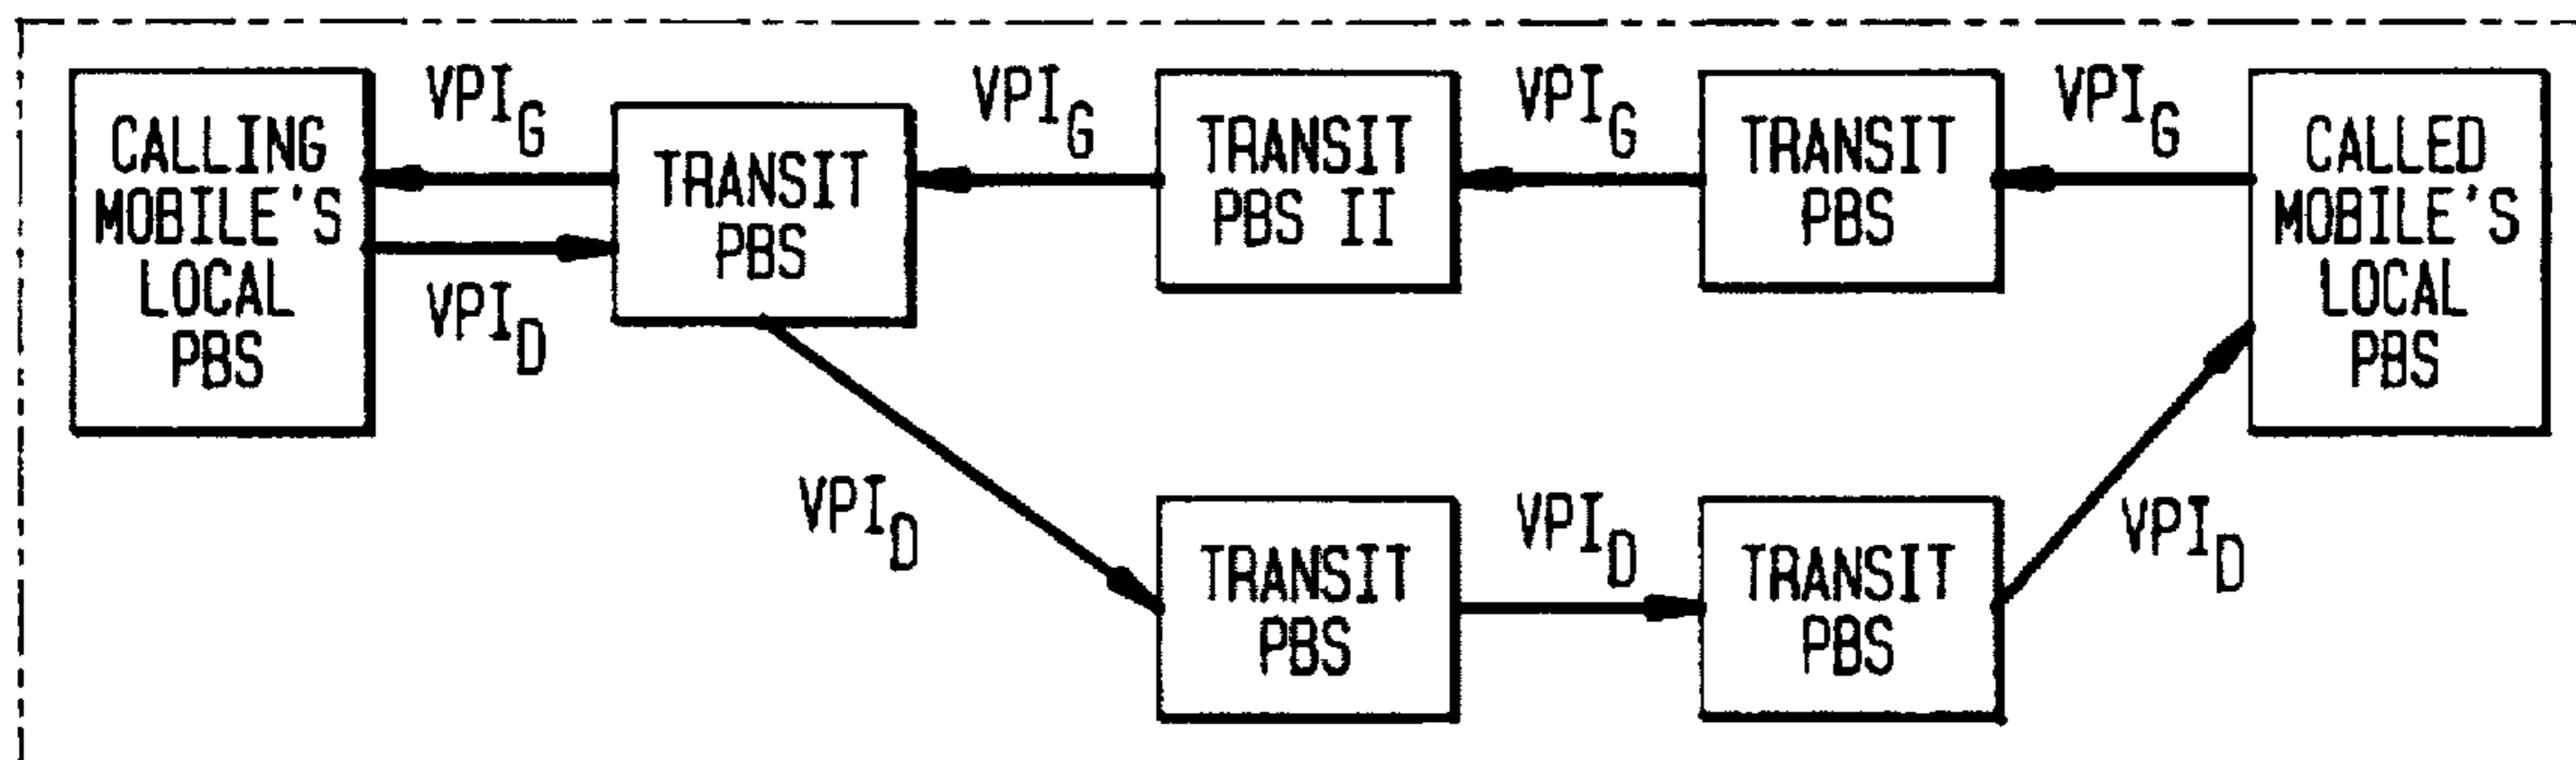 CALLING
MOBILE'S
LOCAL
PBS
VPI_G
VPI_D
TRANSIT
PBS
VPI_G
TRANSIT
PBS II
VPI_G
TRANSIT
PBS
VPI_G
CALLED
MOBILE'S
LOCAL
PBS
VPI_D
TRANSIT
PBS
VPI_D
TRANSIT
PBS
VPI_D